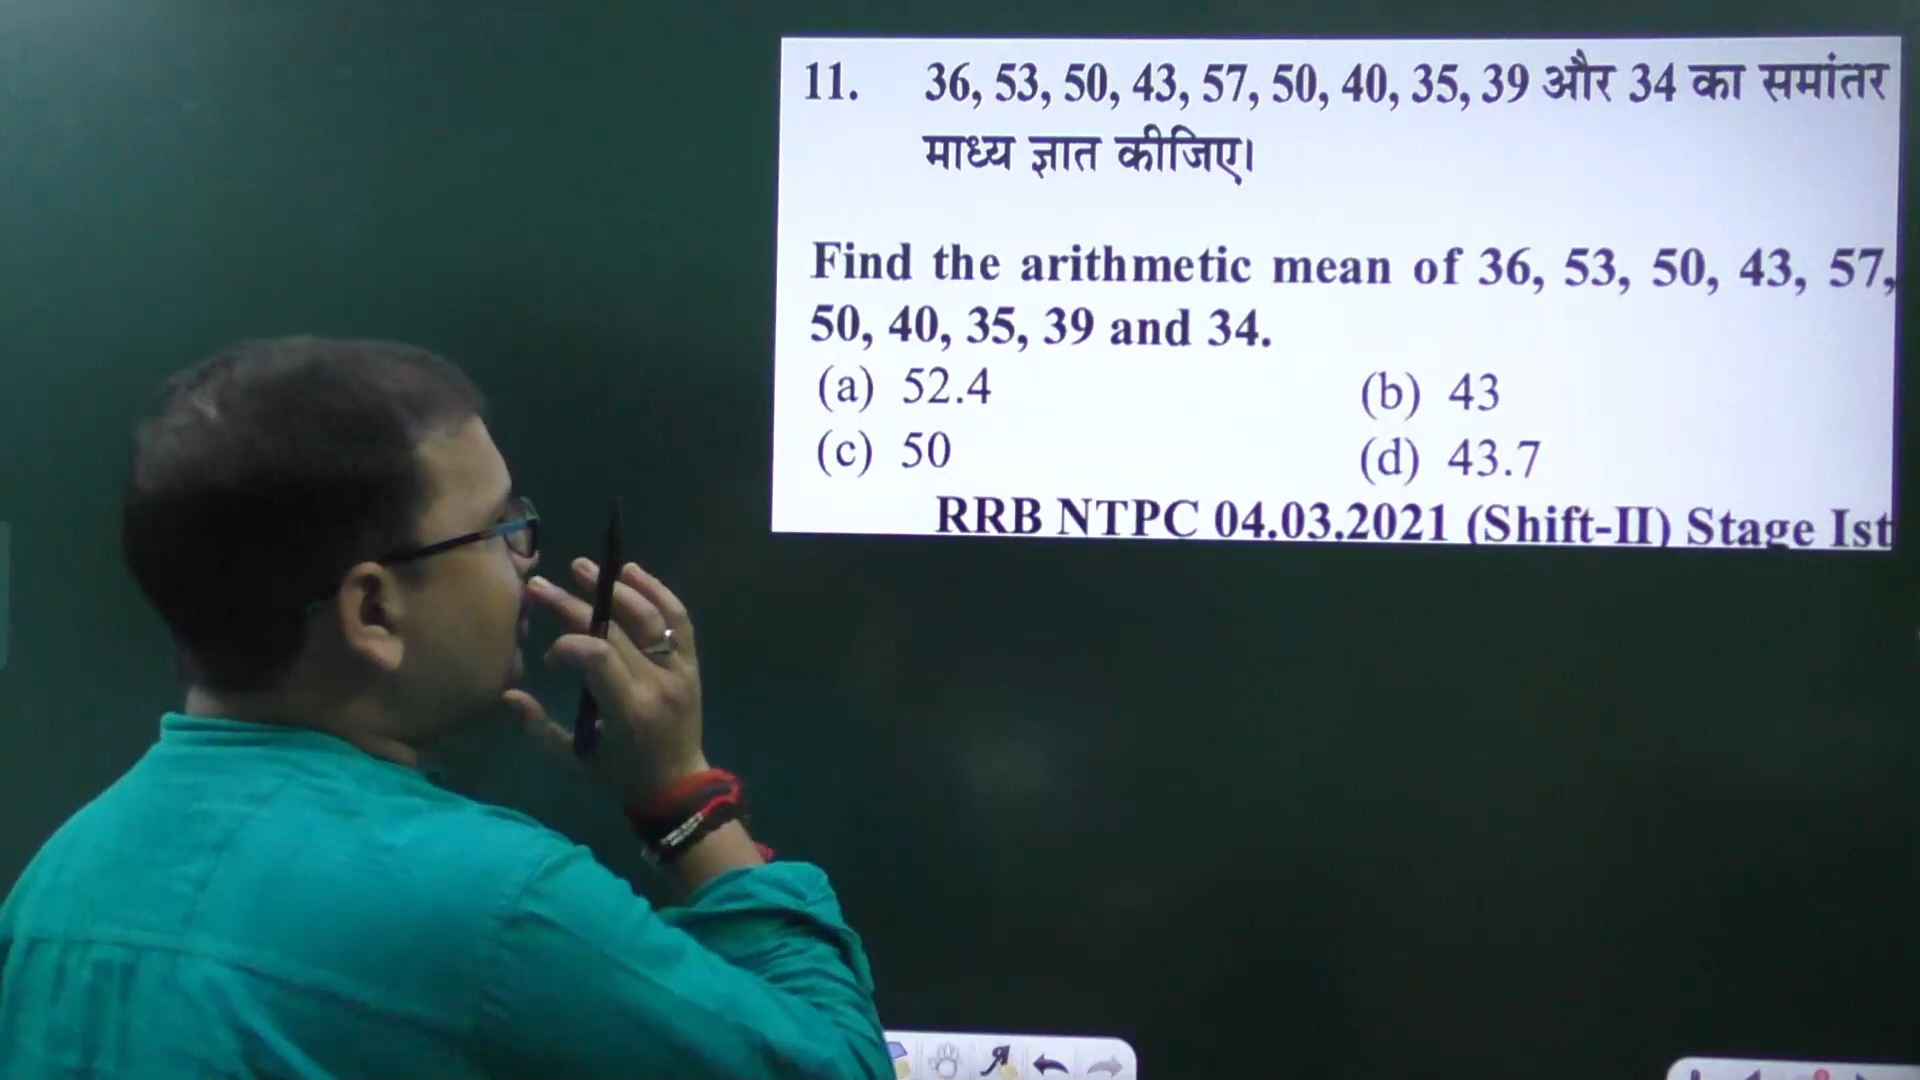 11. 36, 53, 50, 43, 57, 50, 40, 35, 39 और 34 का समांतर
माध्य ज्ञात कीजिए।
Find the arithmetic mean of 36, 53, 50, 43, 57,
50, 40, 35, 39 and 34.
(a) 52.4 (b) 43
(c) 50 (d) 43.7
RRB NTPC 04.03.2021 (Shift-II) Stage Ist